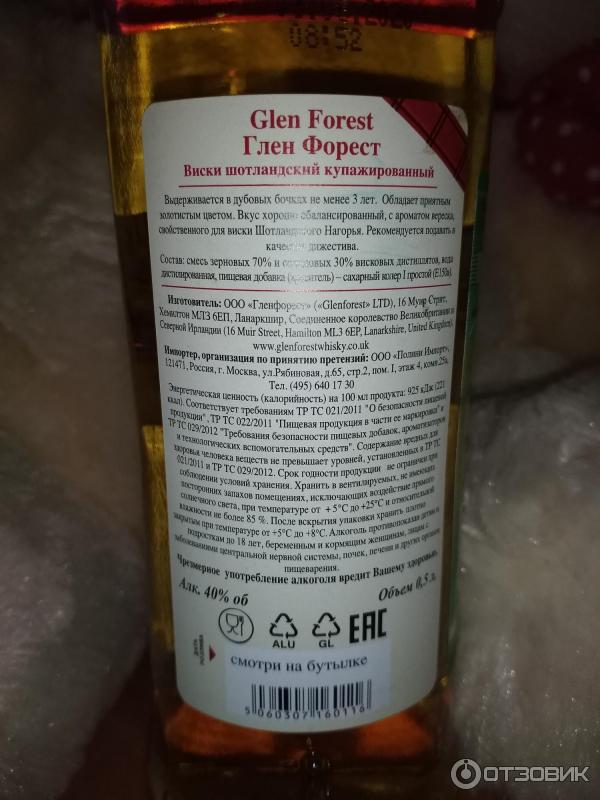 08:52
Glen Forest
Глен Форест
Виски шотландский купажированный
Выдерживается в дубовых бочках не менее 3 лет. Обладает приятным
золотистым цветом. Вкус хорошо сбалансированный, с ароматом вереска,
свойственного для виски Шотландского Нагорья. Рекомендуется подавать в
качестве дижестива.
Состав: смесь зерновых 70% и солодовых 30% висковых дистиллятов, вода
дистилированная, пищевая добавка (краситель) – сахарный колер I простой (Е150а).
Изготовитель: ООО «Гленфорест» («Glenforest» LTD), 16 Муир Стрит,
Хемилтон МЛ3 6ЕП, Ланаркшир, Соединенное королевство Великобритании и
Северной Ирландии (16 Muir Street, Hamilton ML3 6EP, Lanarkshire, United Kingdom).
www.glenforestwhisky.co.uk
Импортер, организация по принятию претензий: ООО «Полини Импорт»,
121471, Россия, г. Москва, ул.Рябиновая, д.65, стр.2, пом. I, этаж 4, комн.25а,
Тел. (495) 640 17 30
Энергетическая ценность (калорийность) на 100 мл продукта: 925 кДж (221
ккал). Соответствует требованиям ТР ТС 021/2011 "О безопасности пищевой
продукции", ТР ТС 022/2011 "Пищевая продукция в части ее маркировки" и
ТР ТС 029/2012 "Требования безопасности пищевых добавок, ароматизаторов
и технологических вспомогательных средств". Содержание вредных для
здоровья человека веществ не превышает уровней, установленных в ТР ТС
021/2011 и ТР ТС 029/2012. Срок годности продукции не ограничен при
соблюдении условий хранения. Хранить в вентилируемых, не имеющих
посторонних запахов помещениях, исключающих воздействие прямого
солнечного света, при температуре от +5°С до +25°С и относительной
влажности не более 85 %. После вскрытия упаковки хранить плотно
закрытым при температуре от +5°С до +8°С. Алкоголь противопоказан детям и
подросткам до 18 лет, беременным и кормящим женщинам, лицам с
заболеваниями центральной нервной системы, почек, печени и других органов
пищеварения.
Чрезмерное употребление алкоголя вредит Вашему здоровью.
Алк. 40% об
Объем 0,5 л.
ALU
GL
EAC
ДАТА
РОЗЛИВА
смотри на бутылке
5 060307 160116
ОТЗОВИК